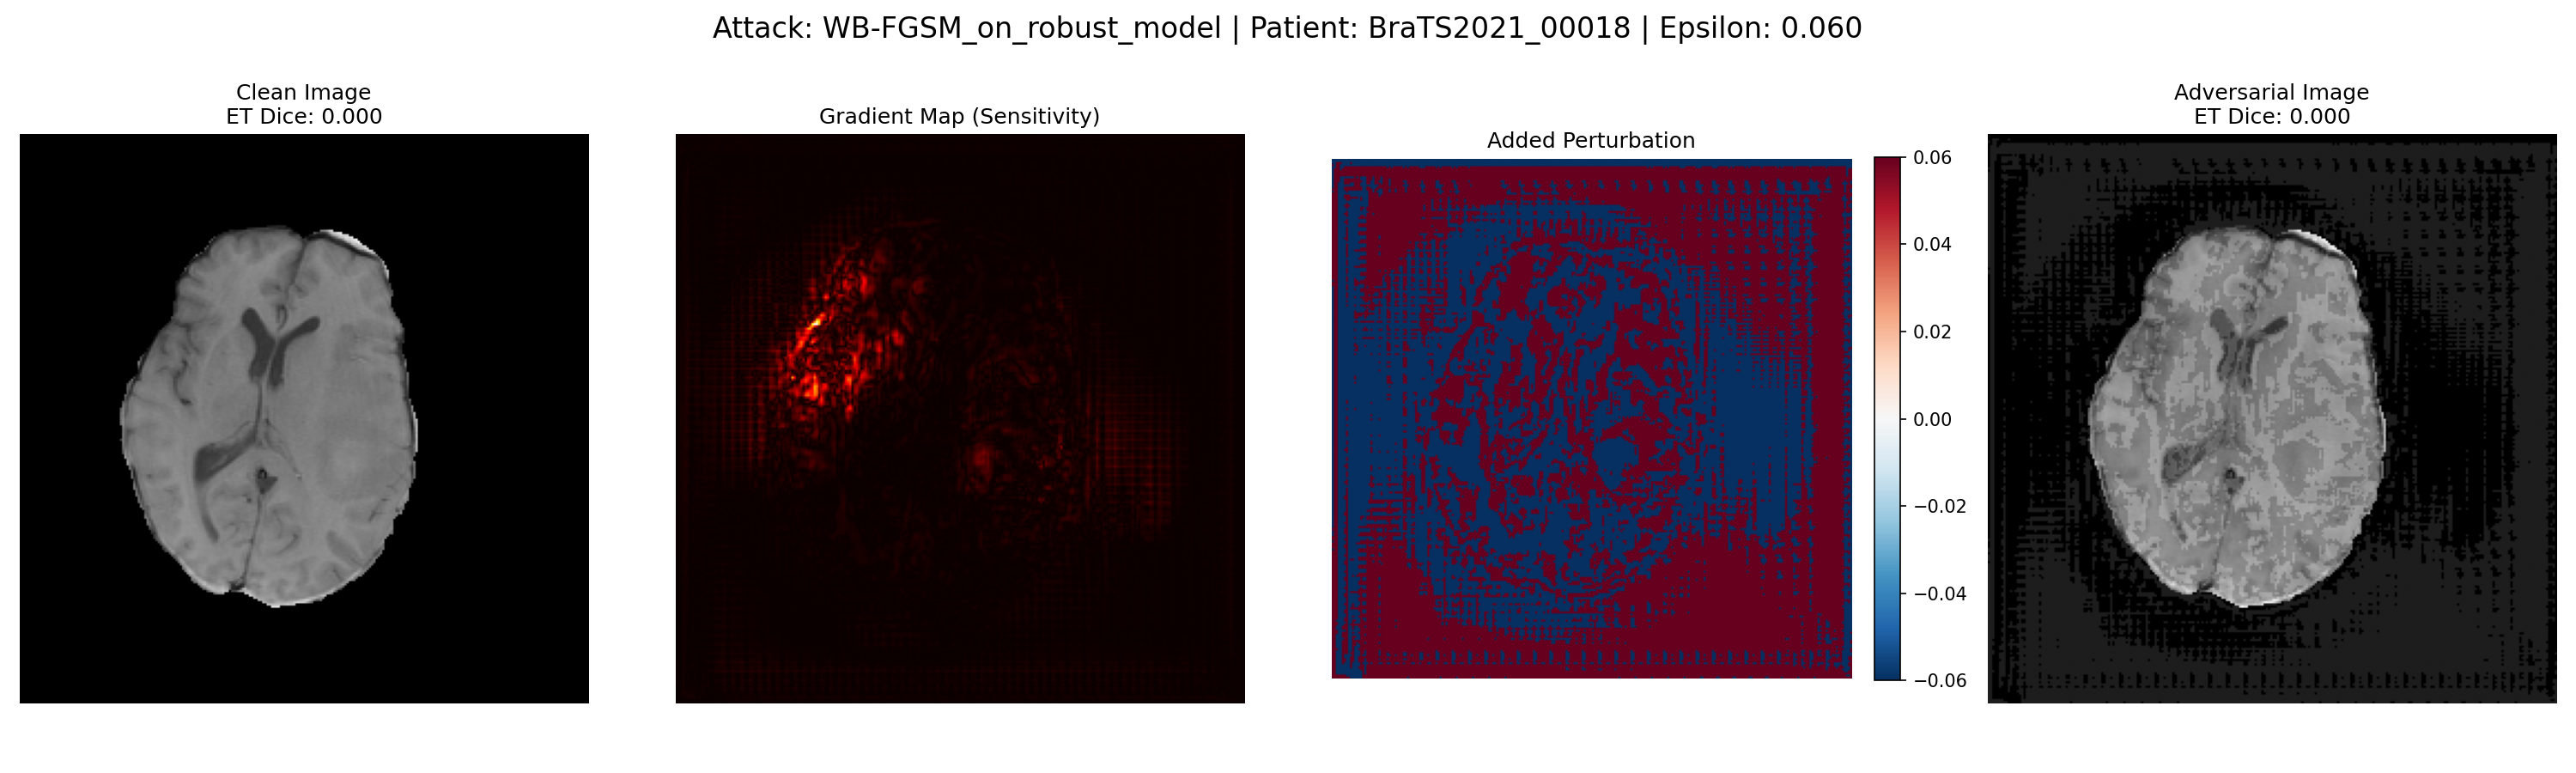 Attack: WB-FGSM_on_robust_model | Patient: BraTS2021_00018 | Epsilon: 0.060
Clean Image
ET Dice: 0.000
Gradient Map (Sensitivity)
Added Perturbation
0.06
0.04
0.02
0.00
−0.02
−0.04
−0.06
Adversarial Image
ET Dice: 0.000